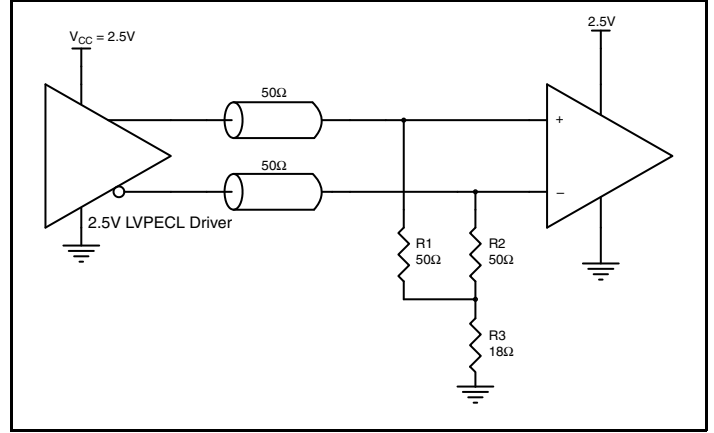 V_CC = 2.5V
2.5V
50Ω
50Ω
+
−
2.5V LVPECL Driver
R1
50Ω
R2
50Ω
R3
18Ω